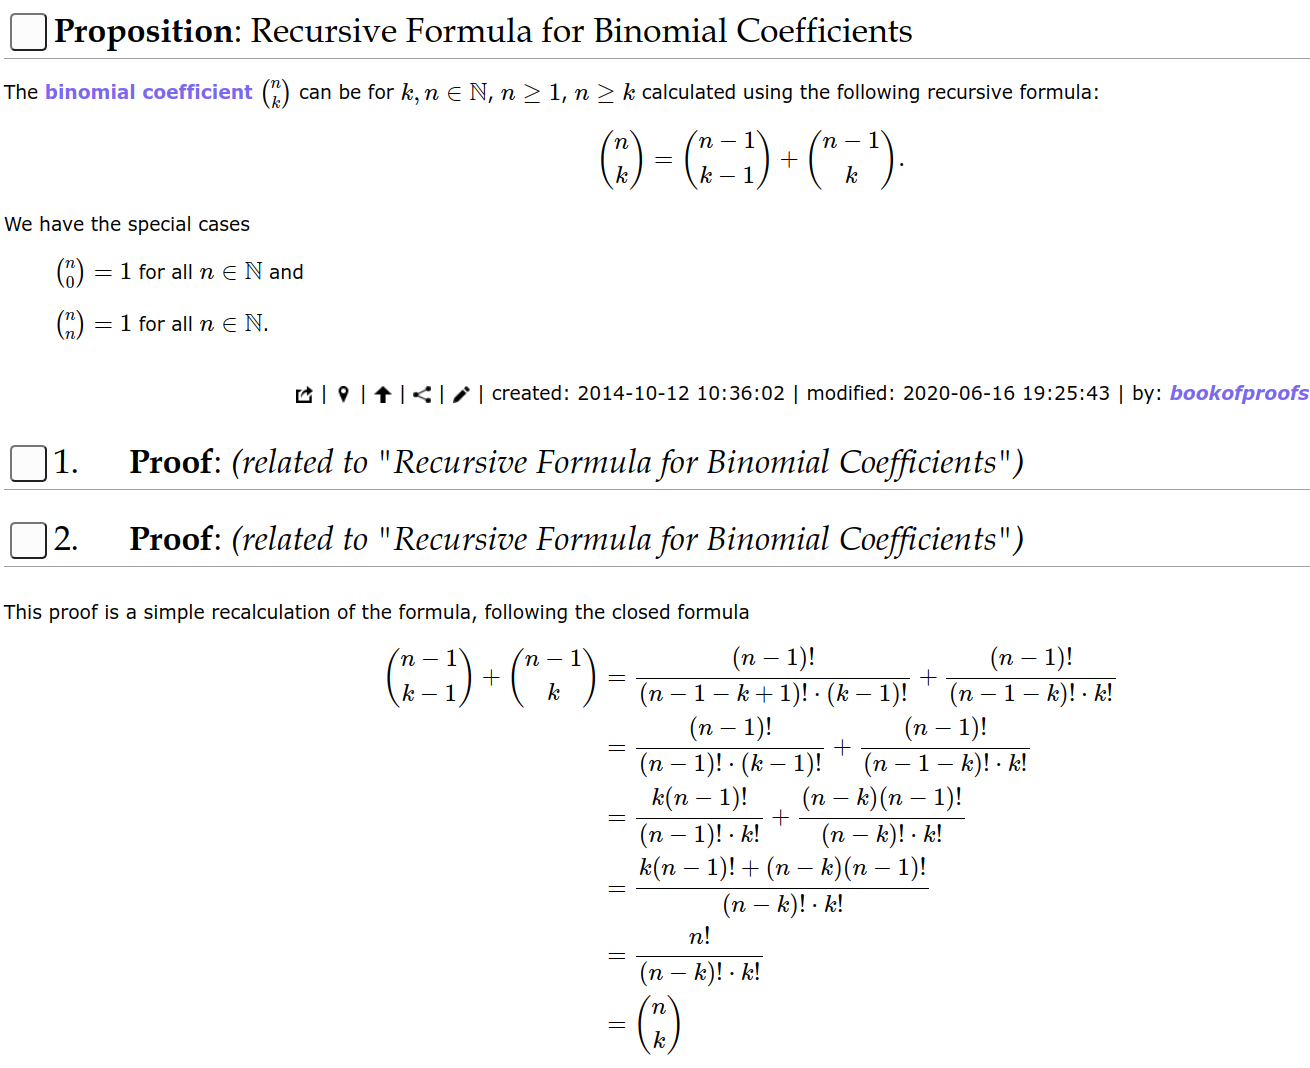 Proposition: Recursive Formula for Binomial Coefficients
The binomial coefficient $\binom{n}{k}$ can be for $k, n \in \mathbb{N}, n \geq 1, n \geq k$ calculated using the following recursive formula:
$\binom{n}{k} = \binom{n-1}{k-1} + \binom{n-1}{k}.$
We have the special cases
$\binom{n}{0} = 1$ for all $n \in \mathbb{N}$ and
$\binom{n}{n} = 1$ for all $n \in \mathbb{N}$.
| | | | | created: 2014-10-12 10:36:02 | modified: 2020-06-16 19:25:43 | by: bookofproofs
1. Proof: (related to "Recursive Formula for Binomial Coefficients")
2. Proof: (related to "Recursive Formula for Binomial Coefficients")
This proof is a simple recalculation of the formula, following the closed formula
$\binom{n-1}{k-1} + \binom{n-1}{k} = \frac{(n-1)!}{(n-1-k+1)! \cdot (k-1)!} + \frac{(n-1)!}{(n-1-k)! \cdot k!}$
$= \frac{(n-1)!}{(n-1)! \cdot (k-1)!} + \frac{(n-1)!}{(n-1-k)! \cdot k!}$
$= \frac{k(n-1)!}{(n-1)! \cdot k!} + \frac{(n-k)(n-1)!}{(n-k)! \cdot k!}$
$= \frac{k(n-1)! + (n-k)(n-1)!}{(n-k)! \cdot k!}$
$= \frac{n!}{(n-k)! \cdot k!}$
$= \binom{n}{k}$